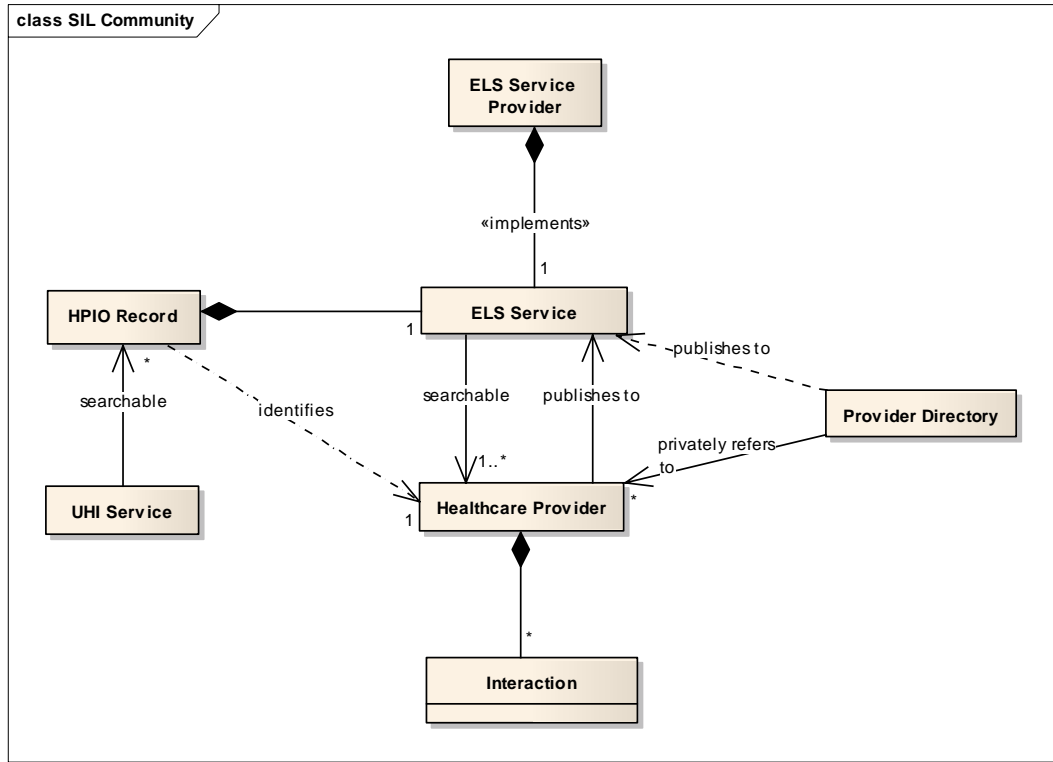 class SIL Community
ELS Service
Provider
«implements»
1
HPIO Record
1
ELS Service
*
searchable
identifies
searchable
publishes to
publishes to
Provider Directory
privately refers
to
1..*
*
UHI Service
1
Healthcare Provider
*
Interaction